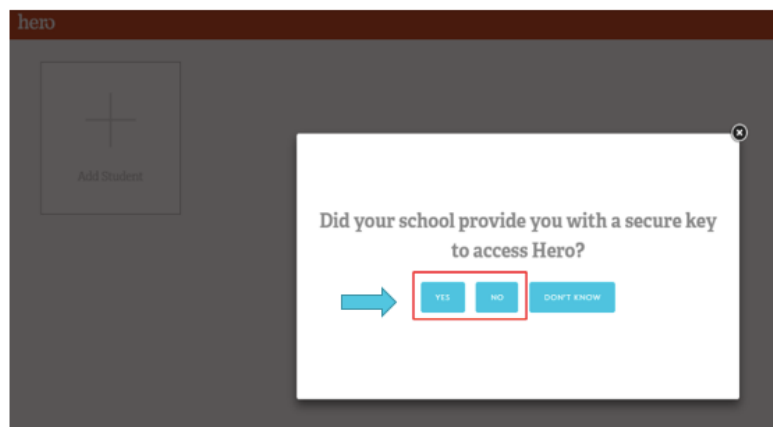 hero
Add Student
Did your school provide you with a secure key
to access Hero?
YES NO DON'T KNOW